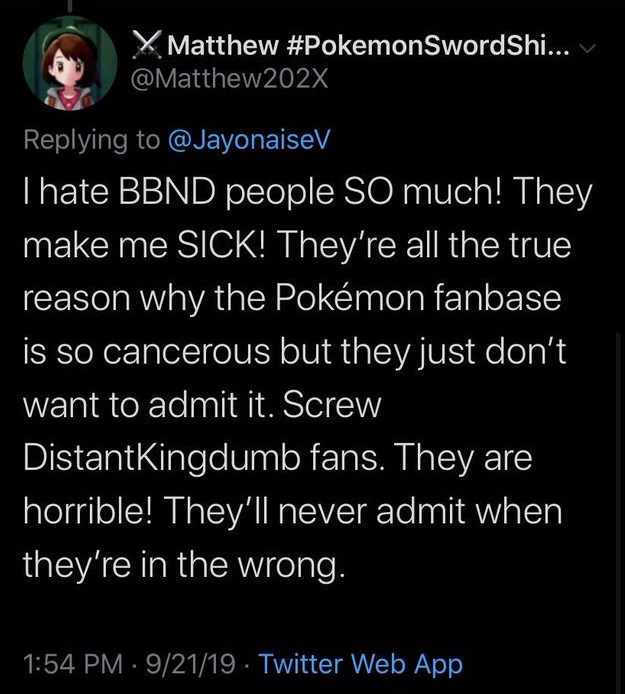 ⚔Matthew #PokemonSwordShi...
@Matthew202X
Replying to @JayonaiseV
I hate BBND people SO much! They
make me SICK! They're all the true
reason why the Pokémon fanbase
is so cancerous but they just don't
want to admit it. Screw
DistantKingdumb fans. They are
horrible! They'll never admit when
they're in the wrong.
1:54 PM · 9/21/19 · Twitter Web App